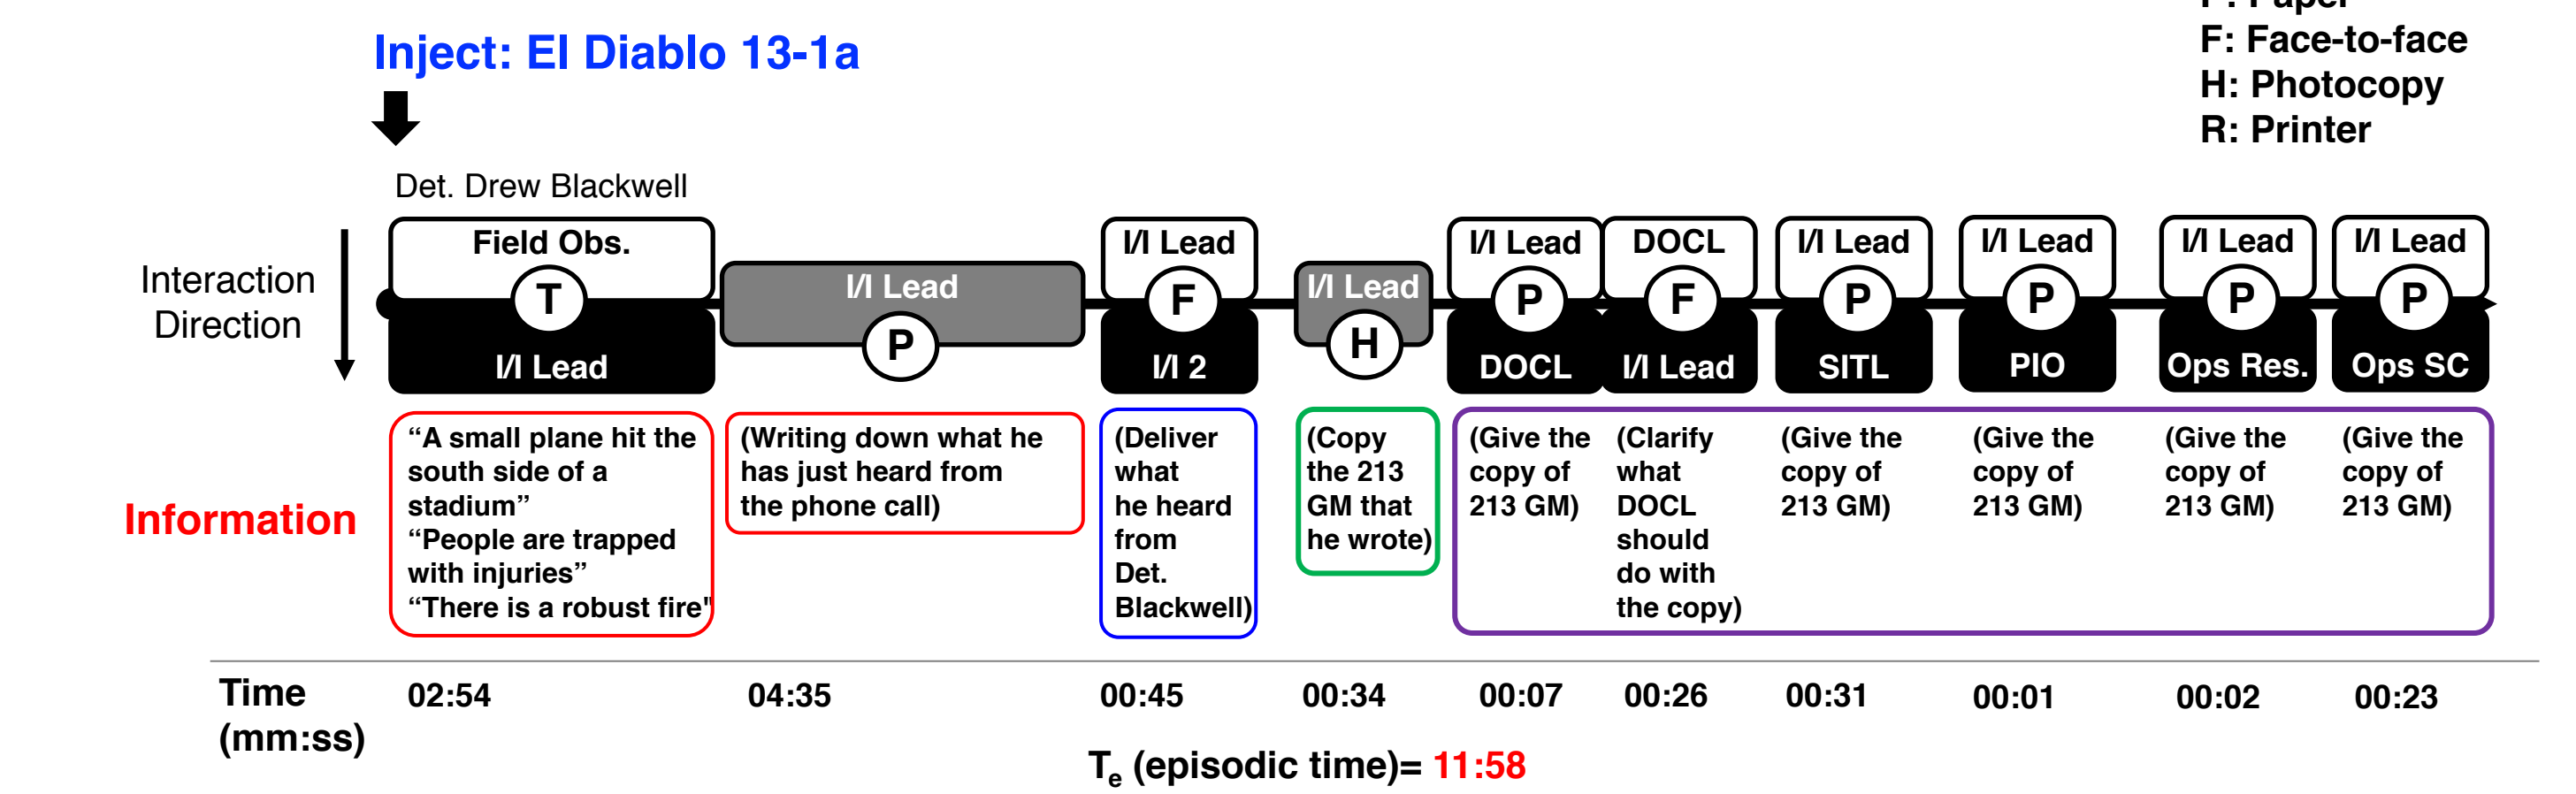 P: Paper
F: Face-to-face
H: Photocopy
R: Printer
Inject: El Diablo 13-1a
Det. Drew Blackwell
Interaction
Direction
Field Obs.
T
I/I Lead
I/I Lead
P
I/I Lead
F
I/I 2
I/I Lead
H
I/I Lead
P
DOCL
DOCL
F
I/I Lead
I/I Lead
P
SITL
I/I Lead
P
PIO
I/I Lead
P
Ops Res.
I/I Lead
P
Ops SC
Information
“A small plane hit the
south side of a
stadium”
“People are trapped
with injuries”
“There is a robust fire"
(Writing down what he
has just heard from
the phone call)
(Deliver
what
he heard
from
Det.
Blackwell)
(Copy
the 213
GM that
he wrote)
(Give the
copy of
213 GM)
(Clarify
what
DOCL
should
do with
the copy)
(Give the
copy of
213 GM)
(Give the
copy of
213 GM)
(Give the
copy of
213 GM)
(Give the
copy of
213 GM)
Time
(mm:ss)
02:54 04:35 00:45 00:34 00:07 00:26 00:31 00:01 00:02 00:23
Te (episodic time)= 11:58